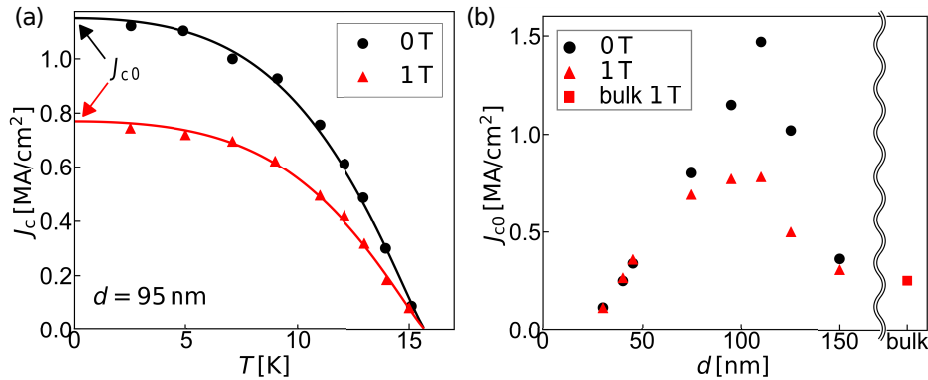 (a)
0 T
1 T
J_c0
J_c [MA/cm²]
1.0
0.8
0.6
0.4
0.2
0.0
d = 95 nm
0
5
10
15
T [K]
(b)
0 T
1 T
bulk 1 T
J_c0 [MA/cm²]
1.5
1.0
0.5
0.0
0
50
100
150
bulk
d [nm]